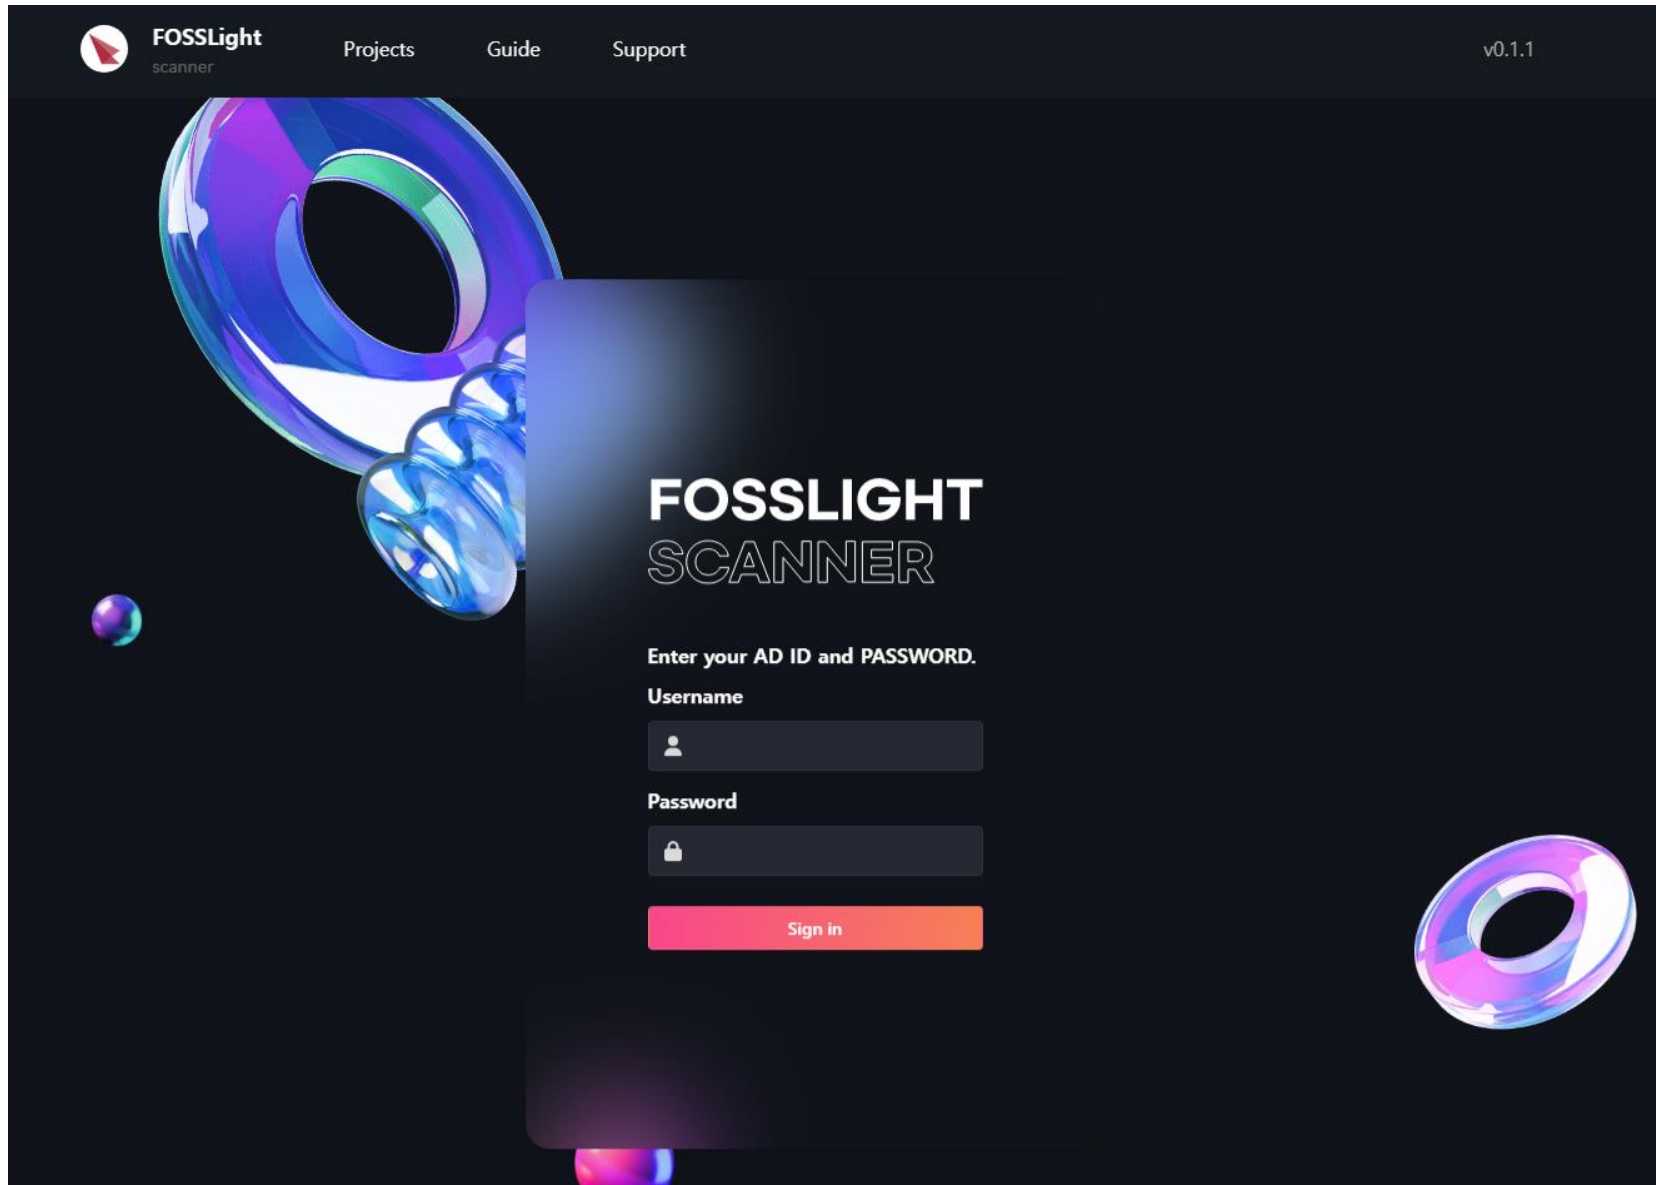 FOSSLight
scanner
Projects
Guide
Support
v0.1.1
FOSSLIGHT
SCANNER
Enter your AD ID and PASSWORD.
Username
Password
Sign in